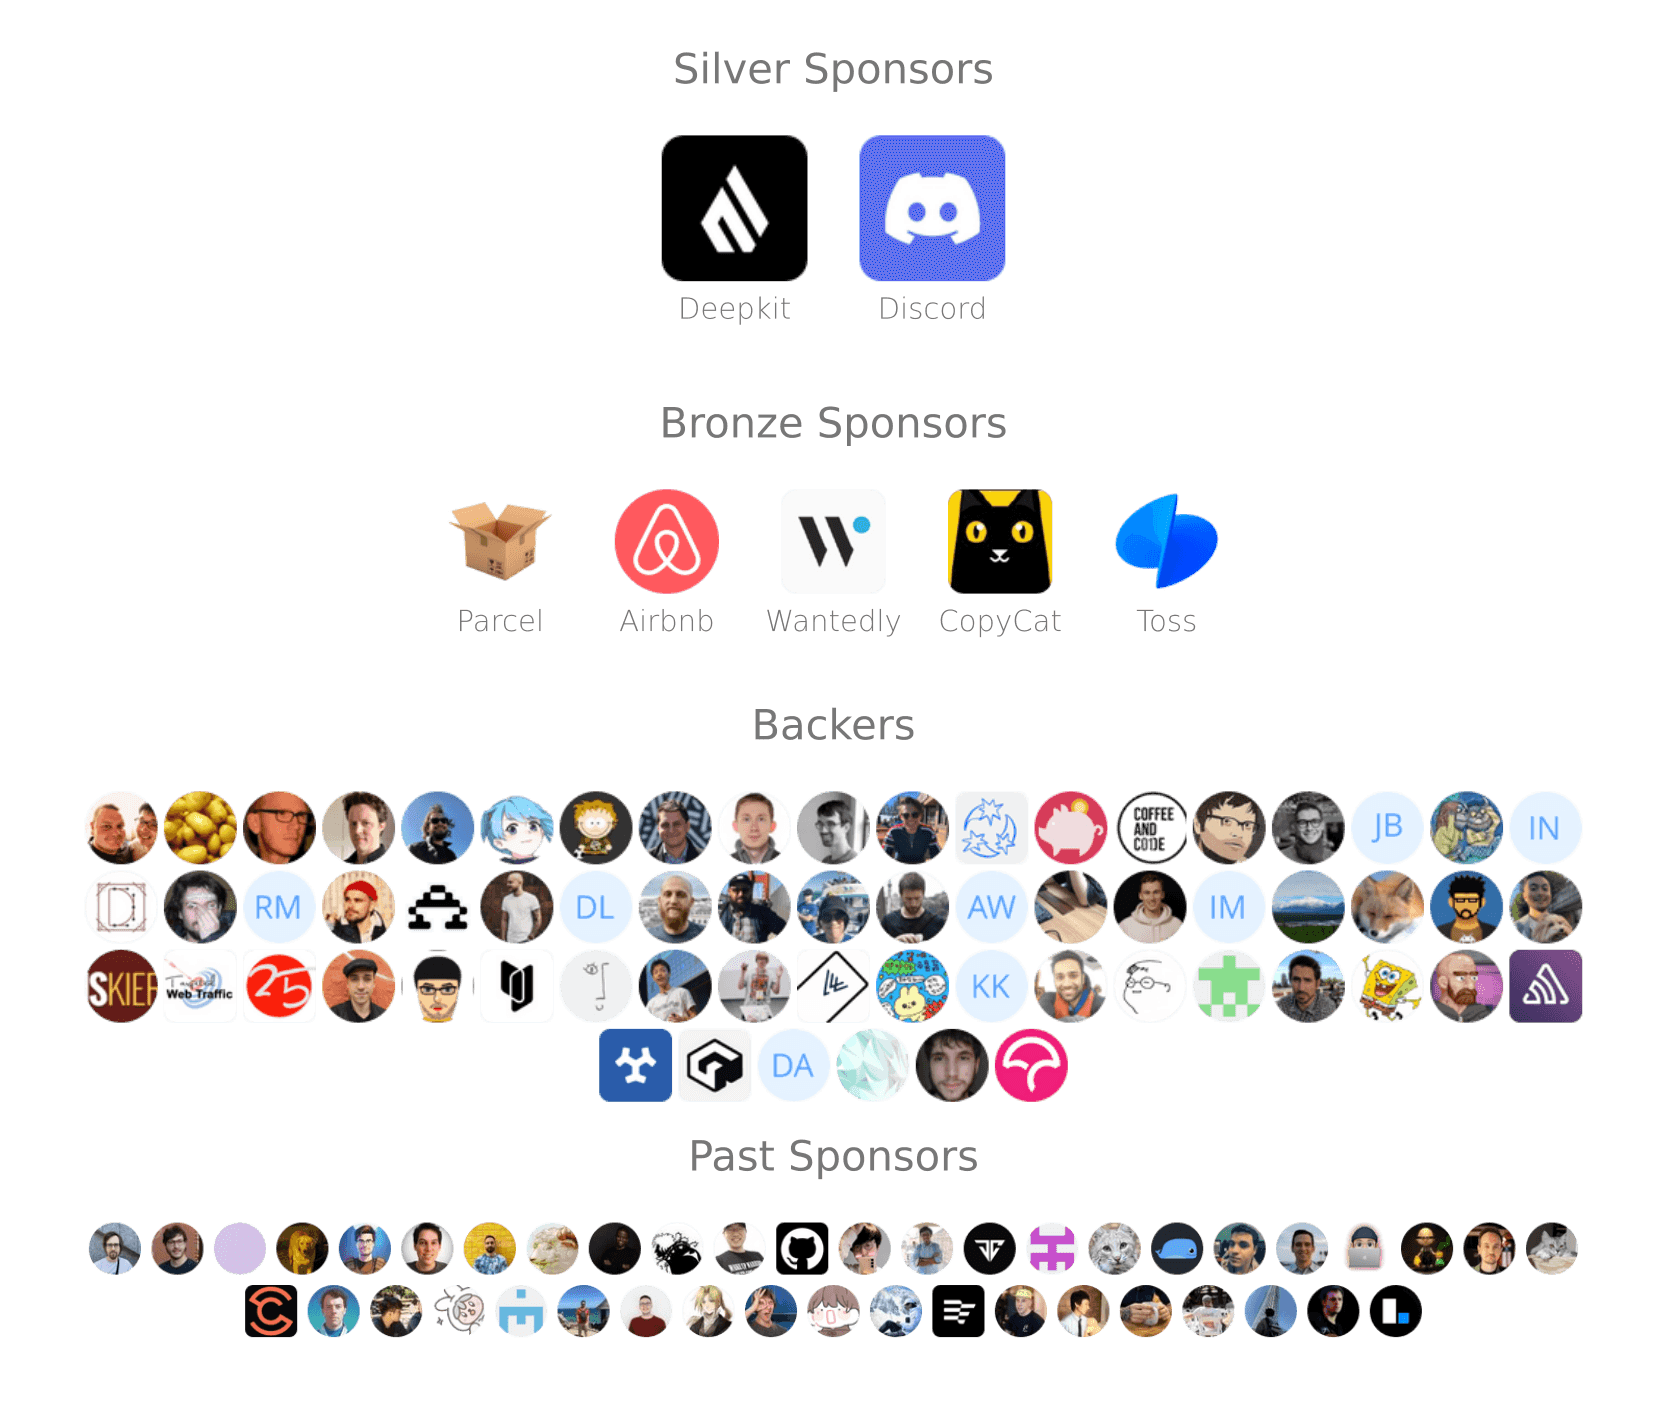 Silver Sponsors
Deepkit Discord
Bronze Sponsors
Parcel Airbnb Wantedly CopyCat Toss
Backers
COFFEE
AND
CODE
JB IN
RM DL AW IM
SKIER
Web Traffic
25
KK
DA
Past Sponsors